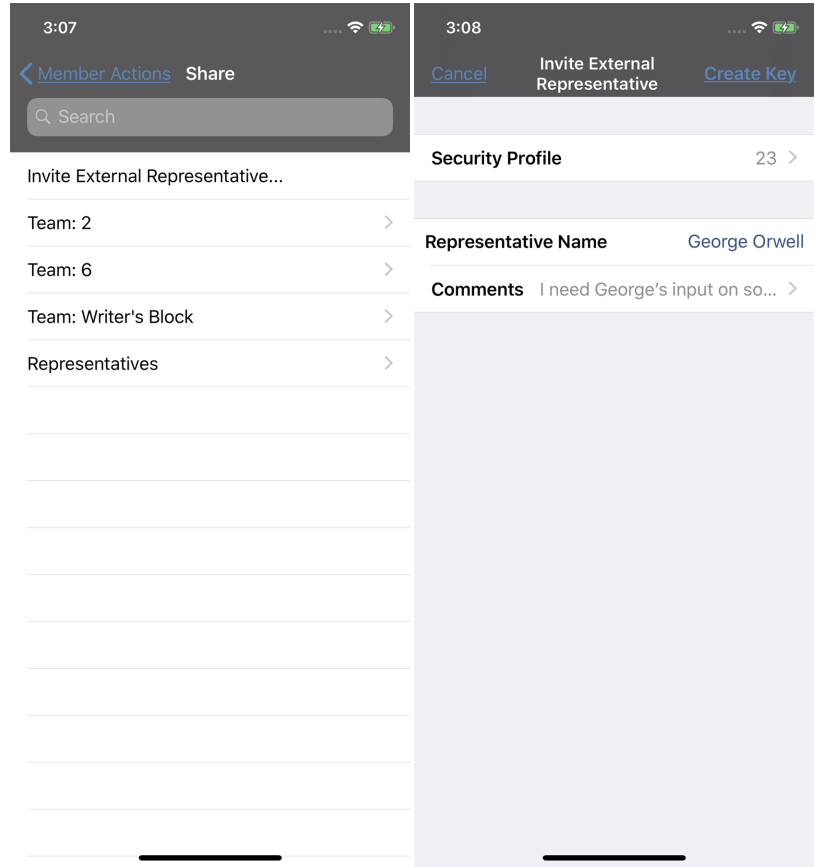 3:07
Member Actions Share
Search
Invite External Representative...
Team: 2
Team: 6
Team: Writer's Block
Representatives
3:08
Cancel
Invite External
Representative
Create Key
Security Profile 23
Representative Name George Orwell
Comments I need George’s input on so...